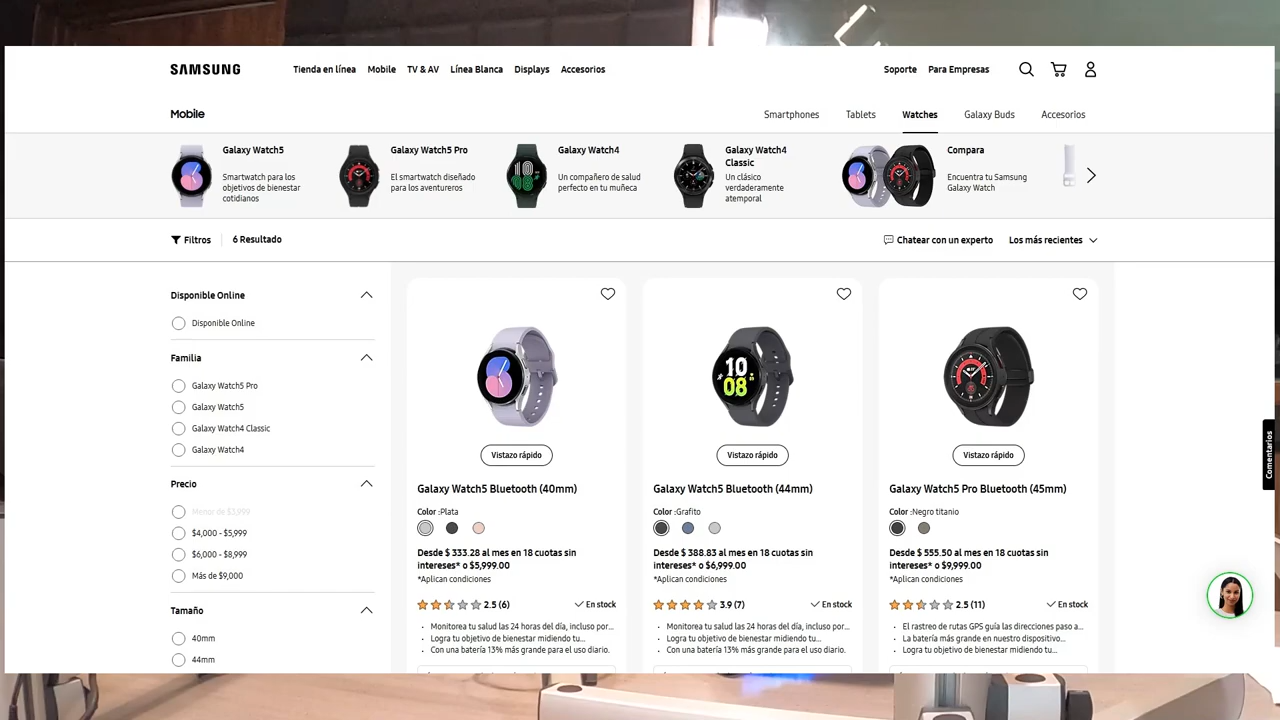 SAMSUNG
Tienda en línea Mobile TV & AV Línea Blanca Displays Accesorios
Soporte Para Empresas
Mobile
Smartphones Tablets Watches Galaxy Buds Accesorios
Galaxy Watch5
Smartwatch para los
objetivos de bienestar
cotidianos
Galaxy Watch5 Pro
El smartwatch diseñado
para los aventureros
Galaxy Watch4
Un compañero de salud
perfecto en tu muñeca
Galaxy Watch4
Classic
Un clásico
verdaderamente
atemporal
Compara
Encuentra tu Samsung
Galaxy Watch
Filtros
6 Resultado
Chatear con un experto
Los más recientes
Disponible Online
Disponible Online
Familia
Galaxy Watch5 Pro
Galaxy Watch5
Galaxy Watch4 Classic
Galaxy Watch4
Precio
Menor de $3,999
$4,000 - $5,999
$6,000 - $8,999
Más de $9,000
Tamaño
40mm
44mm
Vistazo rápido
Galaxy Watch5 Bluetooth (40mm)
Color : Plata
Desde $ 333.28 al mes en 18 cuotas sin
intereses* o $5,999.00
*Aplican condiciones
2.5 (6)
En stock
· Monitorea tu salud las 24 horas del día, incluso por...
· Logra tu objetivo de bienestar midiendo tu...
· Con una batería 13% más grande para el uso diario.
10
08
Vistazo rápido
Galaxy Watch5 Bluetooth (44mm)
Color : Grafito
Desde $ 388.83 al mes en 18 cuotas sin
intereses* o $6,999.00
*Aplican condiciones
3.9 (7)
En stock
· Monitorea tu salud las 24 horas del día, incluso por...
· Logra tu objetivo de bienestar midiendo tu...
· Con una batería 13% más grande para el uso diario.
Vistazo rápido
Galaxy Watch5 Pro Bluetooth (45mm)
Color : Negro titanio
Desde $ 555.50 al mes en 18 cuotas sin
intereses* o $9,999.00
*Aplican condiciones
2.5 (11)
En stock
· El rastreo de rutas GPS guía las direcciones paso a...
· La batería más grande en nuestro dispositivo...
· Logra tu objetivo de bienestar midiendo tu...
Comentarios